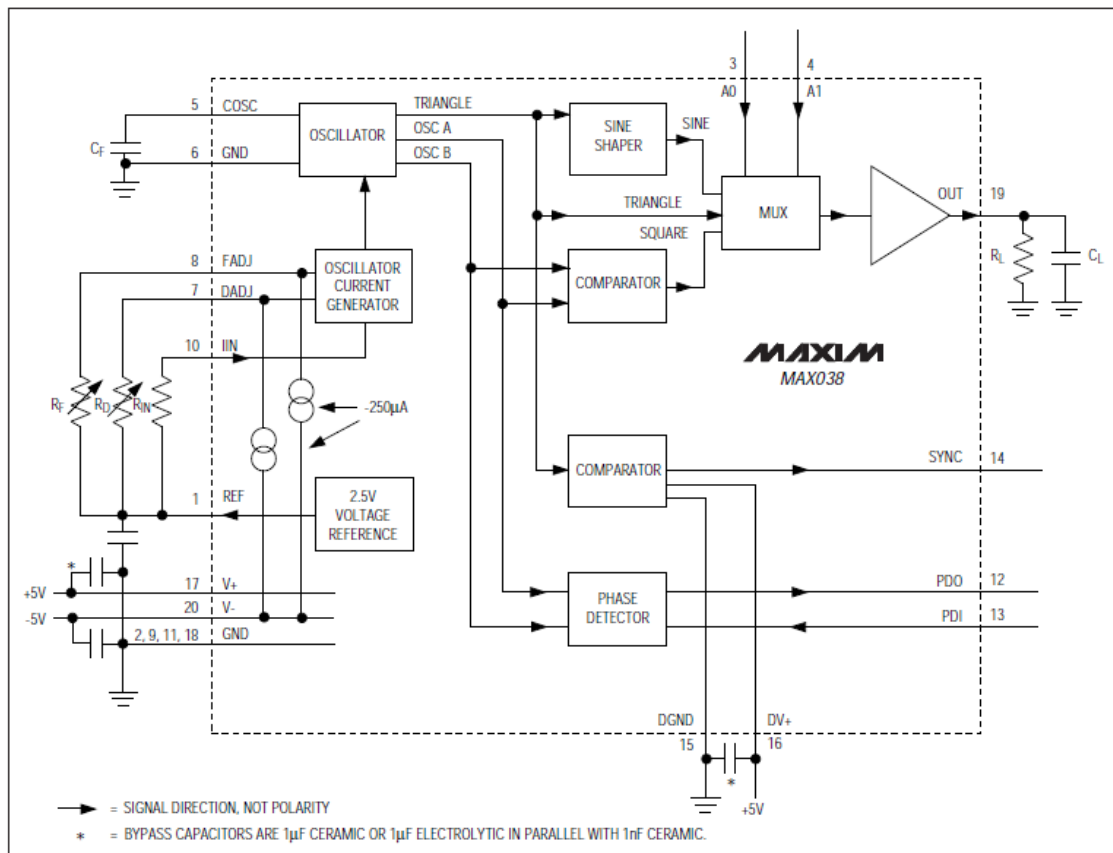 3
4
A0
A1
5
COSC
TRIANGLE
OSCILLATOR
OSC A
OSC B
SINE
SHAPER
SINE
CF
6
GND
MUX
OUT
19
TRIANGLE
SQUARE
RL
CL
8
FADJ
OSCILLATOR
CURRENT
GENERATOR
7
DADJ
COMPARATOR
10
IIN
MAXIM
MAX038
RF
RD
RIN
-250µA
COMPARATOR
SYNC
14
1
REF
2.5V
VOLTAGE
REFERENCE
*
+5V
17
V+
-5V
20
V-
2, 9, 11, 18
GND
PHASE
DETECTOR
PDO
12
PDI
13
DGND
DV+
15
16
*
+5V
= SIGNAL DIRECTION, NOT POLARITY
* = BYPASS CAPACITORS ARE 1µF CERAMIC OR 1µF ELECTROLYTIC IN PARALLEL WITH 1nF CERAMIC.